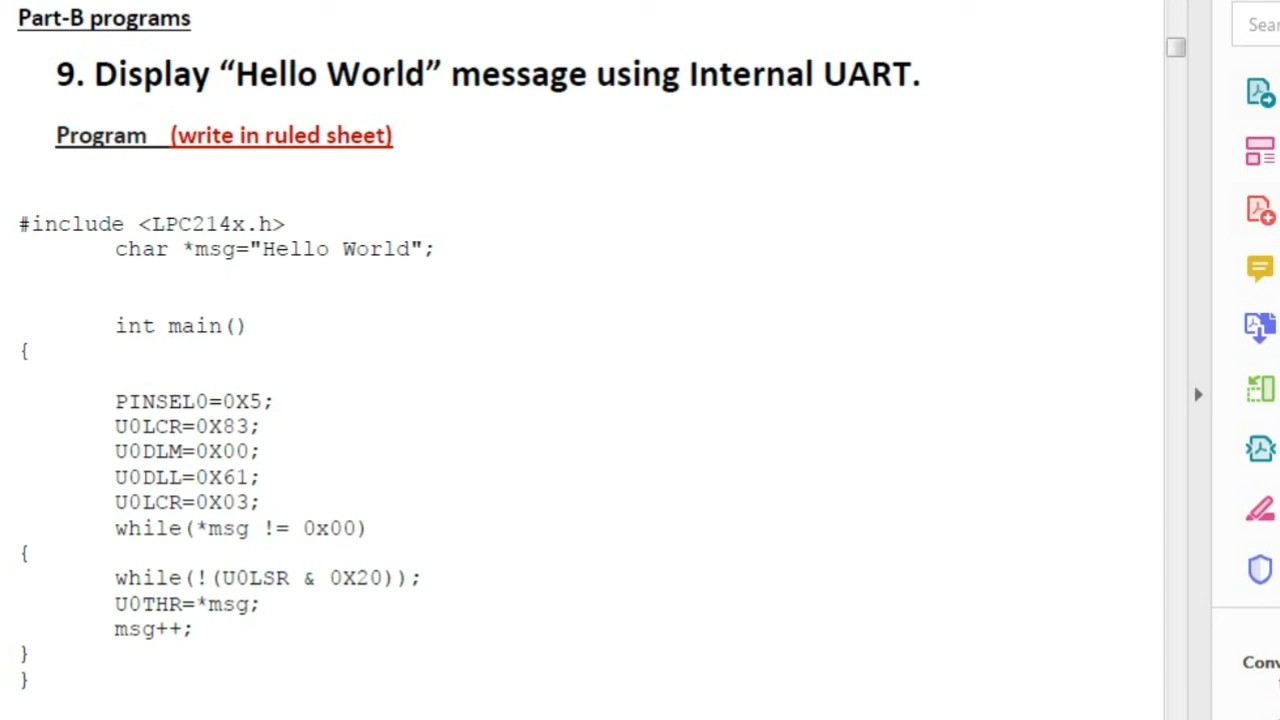 Part-B programs
9. Display “Hello World” message using Internal UART.
Program (write in ruled sheet)
#include <LPC214x.h>
char *msg="Hello World";
int main()
{
PINSEL0=0X5;
U0LCR=0X83;
U0DLM=0X00;
U0DLL=0X61;
U0LCR=0X03;
while(*msg != 0x00)
{
while(!(U0LSR & 0X20));
U0THR=*msg;
msg++;
}
}